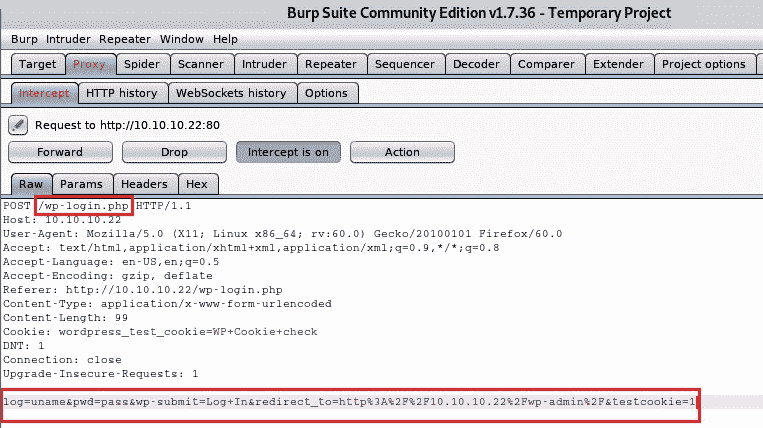 Burp Suite Community Edition v1.7.36 - Temporary Project
Burp Intruder Repeater Window Help
Target Proxy Spider Scanner Intruder Repeater Sequencer Decoder Comparer Extender Project options
Intercept HTTP history WebSockets history Options
Request to http://10.10.10.22:80
Forward Drop Intercept is on Action
Raw Params Headers Hex
POST /wp-login.php HTTP/1.1
Host: 10.10.10.22
User-Agent: Mozilla/5.0 (X11; Linux x86_64; rv:60.0) Gecko/20100101 Firefox/60.0
Accept: text/html,application/xhtml+xml,application/xml;q=0.9,*/*;q=0.8
Accept-Language: en-US,en;q=0.5
Accept-Encoding: gzip, deflate
Referer: http://10.10.10.22/wp-login.php
Content-Type: application/x-www-form-urlencoded
Content-Length: 99
Cookie: wordpress_test_cookie=WP+Cookie+check
DNT: 1
Connection: close
Upgrade-Insecure-Requests: 1
log=uname&pwd=pass&wp-submit=Log+In&redirect_to=http%3A%2F%2F10.10.10.22%2Fwp-admin%2F&testcookie=1